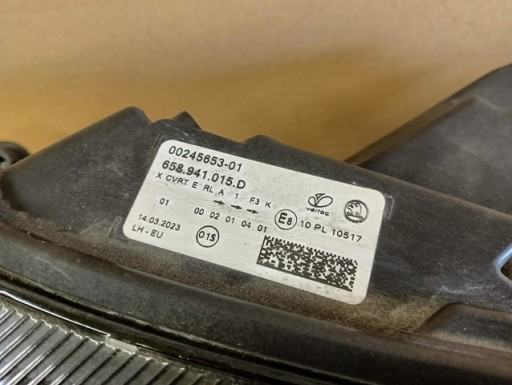 00245653-01
658.941.015.D
X CVRT E RL A 1 F3 K
valeo
01 00 02 01 04 01
E8 10 PL 10517
14.03.2023
015
LH-EU